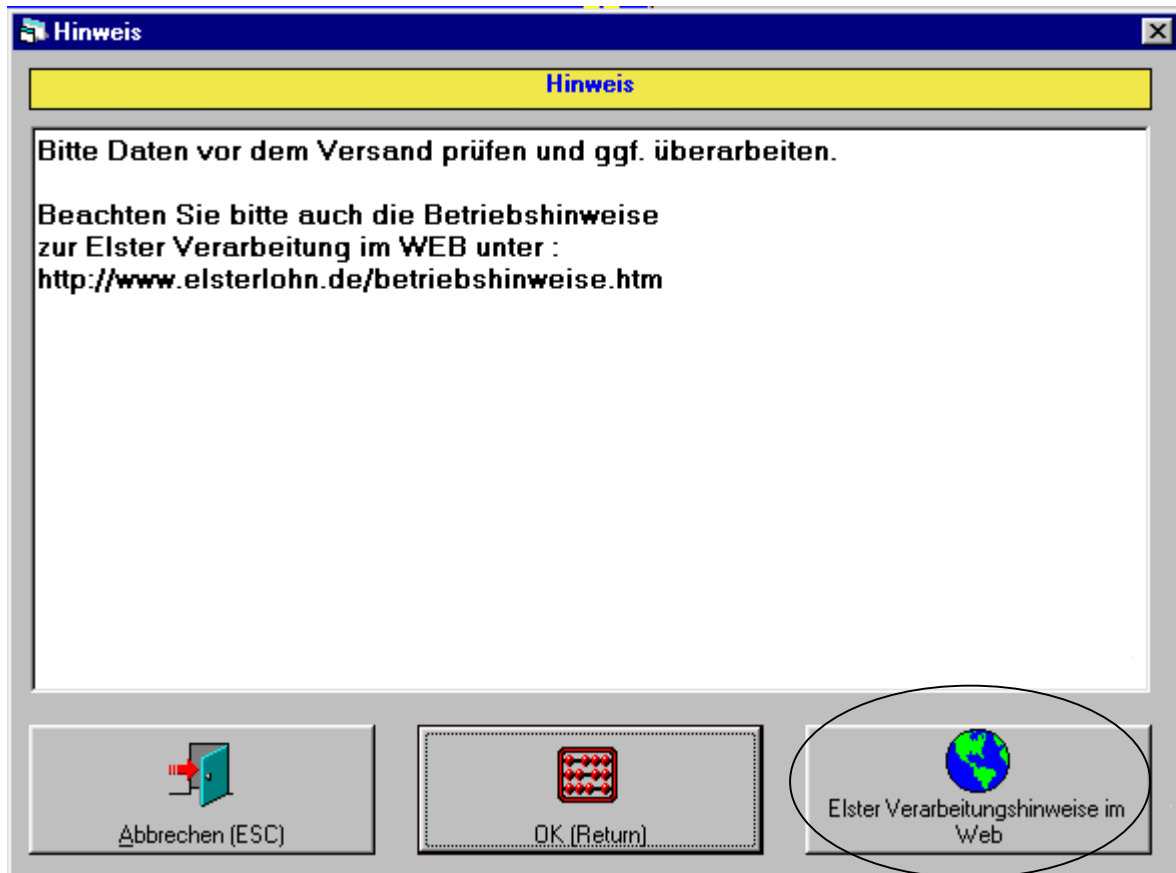 Hinweis
Hinweis
Bitte Daten vor dem Versand prüfen und ggf. überarbeiten.
Beachten Sie bitte auch die Betriebshinweise
zur Elster Verarbeitung im WEB unter :
http://www.elsterlohn.de/betriebshinweise.htm
Abbrechen (ESC)
OK (Return)
Elster Verarbeitungshinweise im
Web